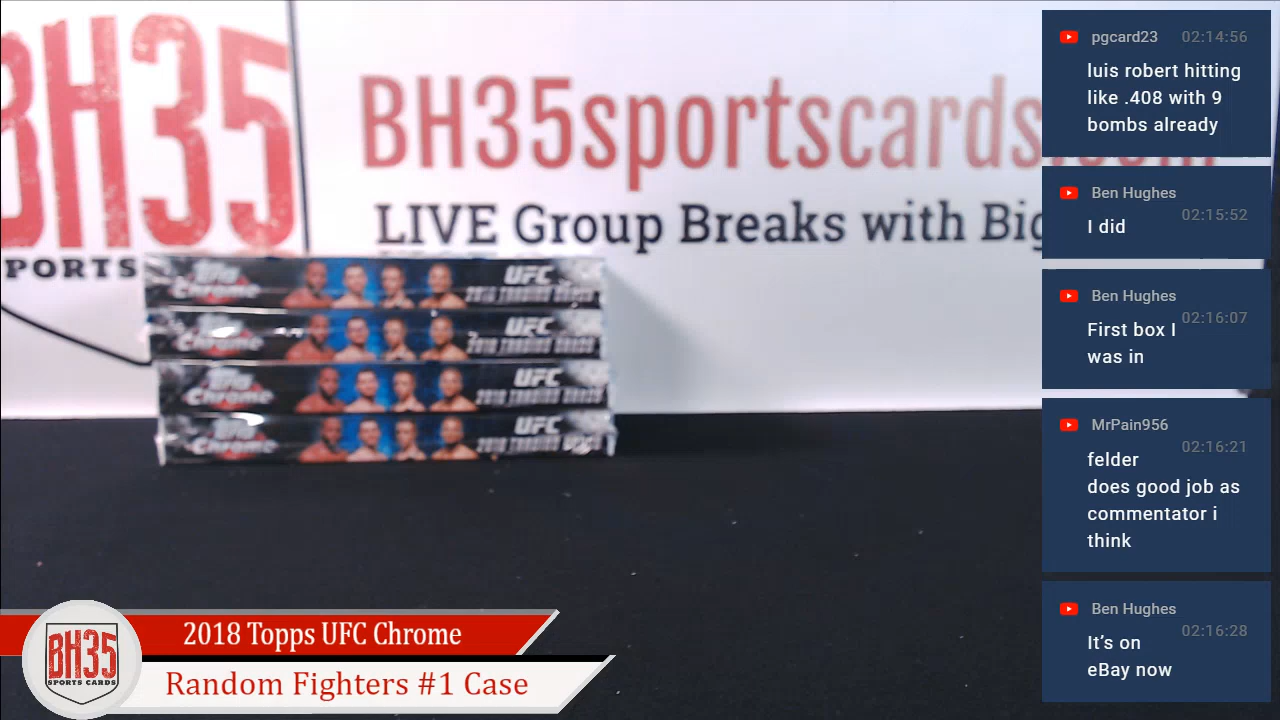 BH35
PORTS
BH35sportscards.com
LIVE Group Breaks with Big
Topps Chrome
UFC
2018 TRADING CARDS
Topps Chrome
UFC
2018 TRADING CARDS
Topps Chrome
UFC
2018 TRADING CARDS
Topps Chrome
UFC
2018 TRADING CARDS
pgcard23 02:14:56
luis robert hitting
like .408 with 9
bombs already
Ben Hughes
02:15:52
I did
Ben Hughes
02:16:07
First box I
was in
MrPain956
02:16:21
felder
does good job as
commentator i
think
Ben Hughes
02:16:28
It’s on
eBay now
BH35
SPORTS CARDS
2018 Topps UFC Chrome
Random Fighters #1 Case